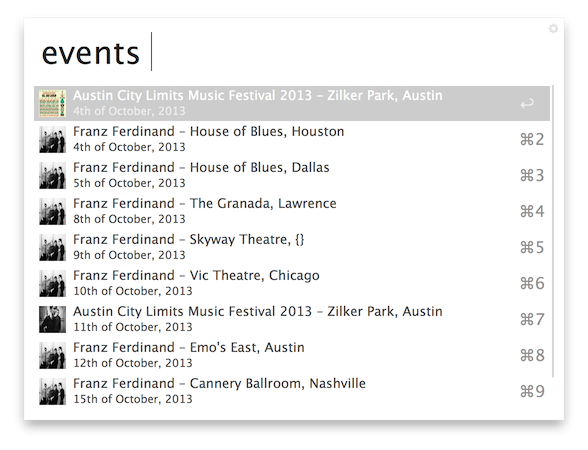 events
Austin City Limits Music Festival 2013 – Zilker Park, Austin
4th of October, 2013
↩
Franz Ferdinand – House of Blues, Houston
4th of October, 2013
⌘2
Franz Ferdinand – House of Blues, Dallas
5th of October, 2013
⌘3
Franz Ferdinand – The Granada, Lawrence
8th of October, 2013
⌘4
Franz Ferdinand – Skyway Theatre, {}
9th of October, 2013
⌘5
Franz Ferdinand – Vic Theatre, Chicago
10th of October, 2013
⌘6
Austin City Limits Music Festival 2013 – Zilker Park, Austin
11th of October, 2013
⌘7
Franz Ferdinand – Emo's East, Austin
12th of October, 2013
⌘8
Franz Ferdinand – Cannery Ballroom, Nashville
15th of October, 2013
⌘9